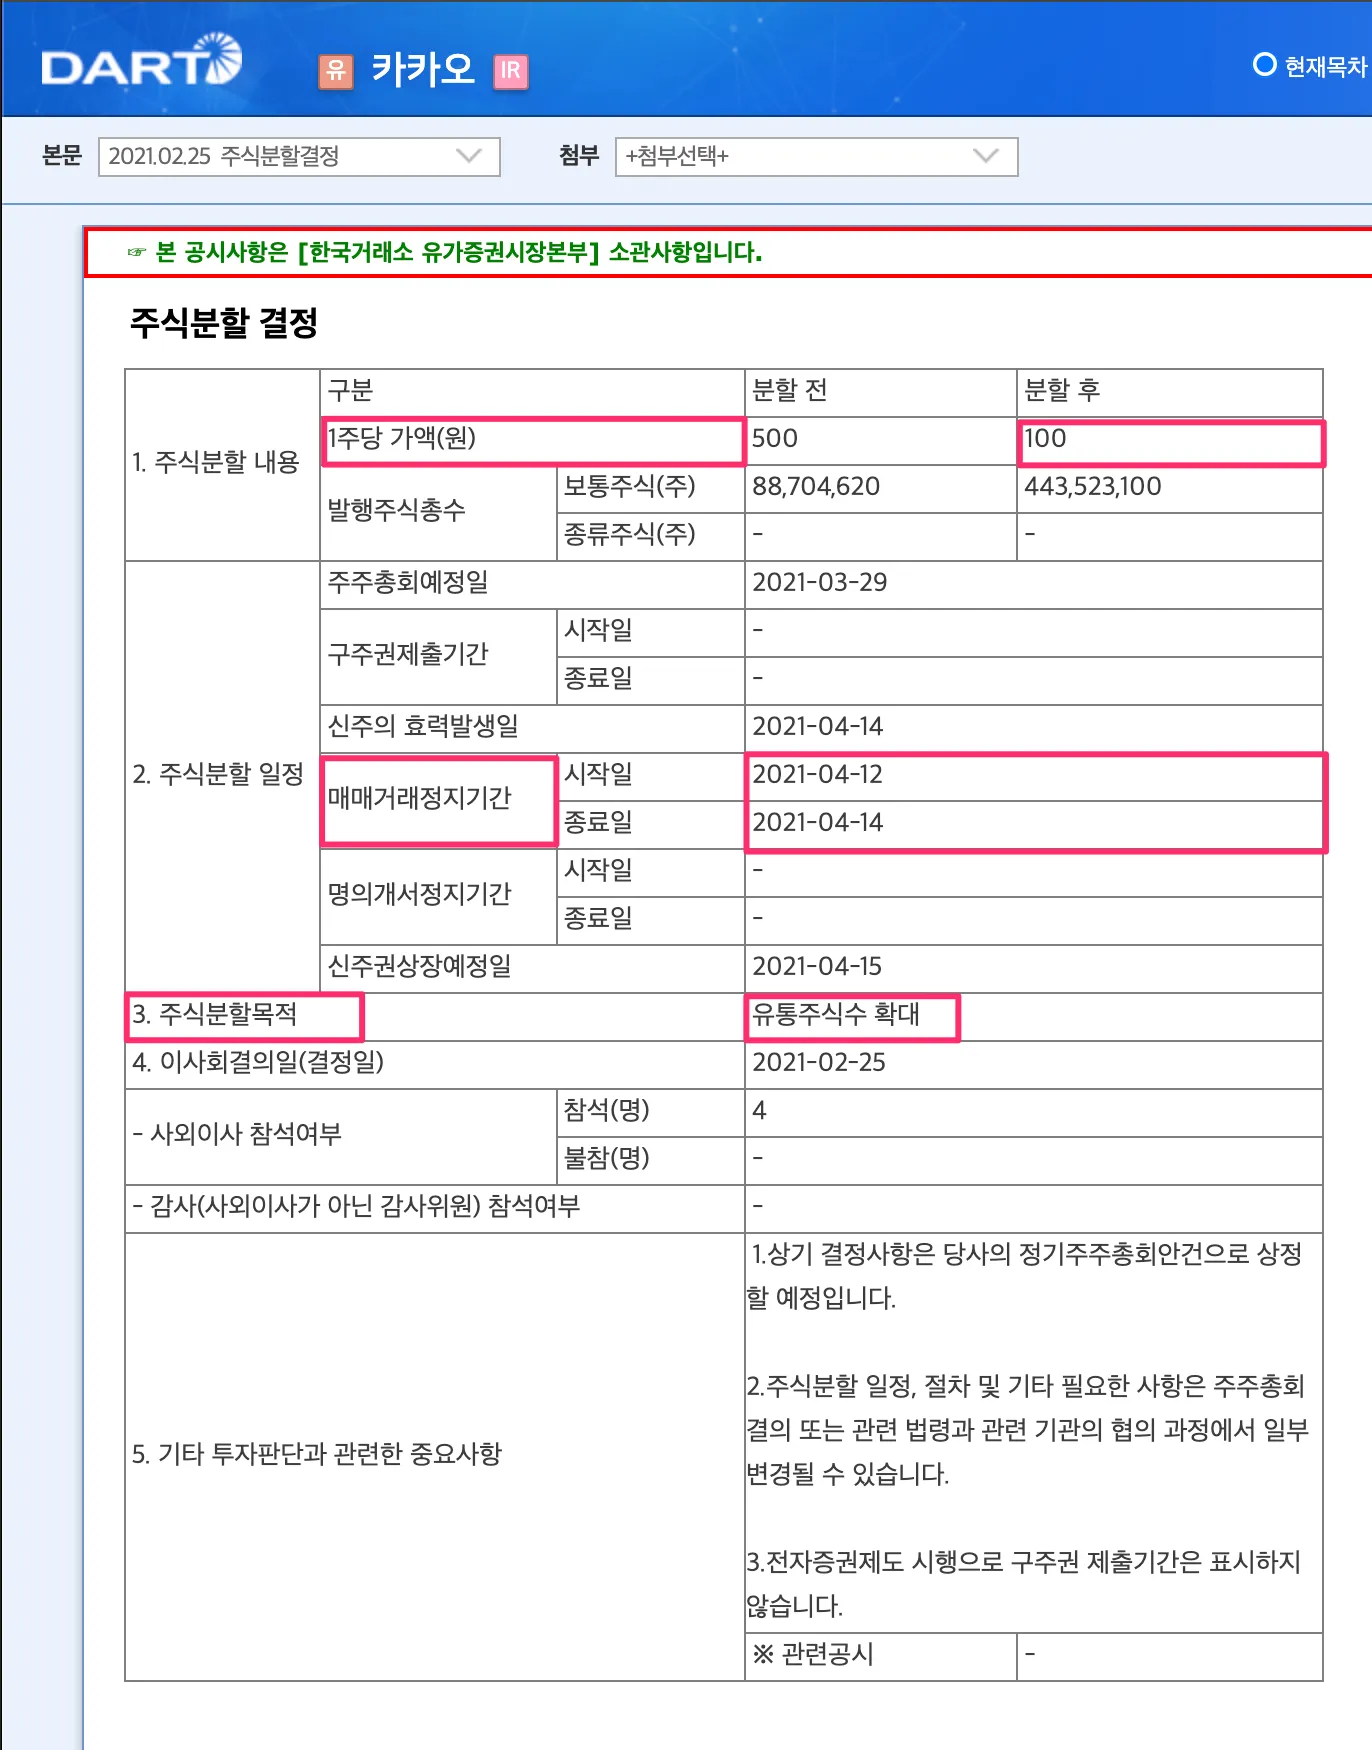 DART
유 카카오 IR
현재목차
본문 2021.02.25 주식분할결정 첨부 +첨부선택+
☞ 본 공시사항은 [한국거래소 유가증권시장본부] 소관사항입니다.
주식분할 결정
1. 주식분할 내용
구분 분할 전 분할 후
1주당 가액(원) 500 100
발행주식총수
보통주식(주) 88,704,620 443,523,100
종류주식(주) - -
2. 주식분할 일정
주주총회예정일 2021-03-29
구주권제출기간
시작일 -
종료일 -
신주의 효력발생일 2021-04-14
매매거래정지기간
시작일 2021-04-12
종료일 2021-04-14
명의개서정지기간
시작일 -
종료일 -
신주권상장예정일 2021-04-15
3. 주식분할목적 유통주식수 확대
4. 이사회결의일(결정일) 2021-02-25
- 사외이사 참석여부
참석(명) 4
불참(명) -
- 감사(사외이사가 아닌 감사위원) 참석여부 -
5. 기타 투자판단과 관련한 중요사항
1.상기 결정사항은 당사의 정기주주총회안건으로 상정
할 예정입니다.
2.주식분할 일정, 절차 및 기타 필요한 사항은 주주총회
결의 또는 관련 법령과 관련 기관의 협의 과정에서 일부
변경될 수 있습니다.
3.전자증권제도 시행으로 구주권 제출기간은 표시하지
않습니다.
※ 관련공시 -